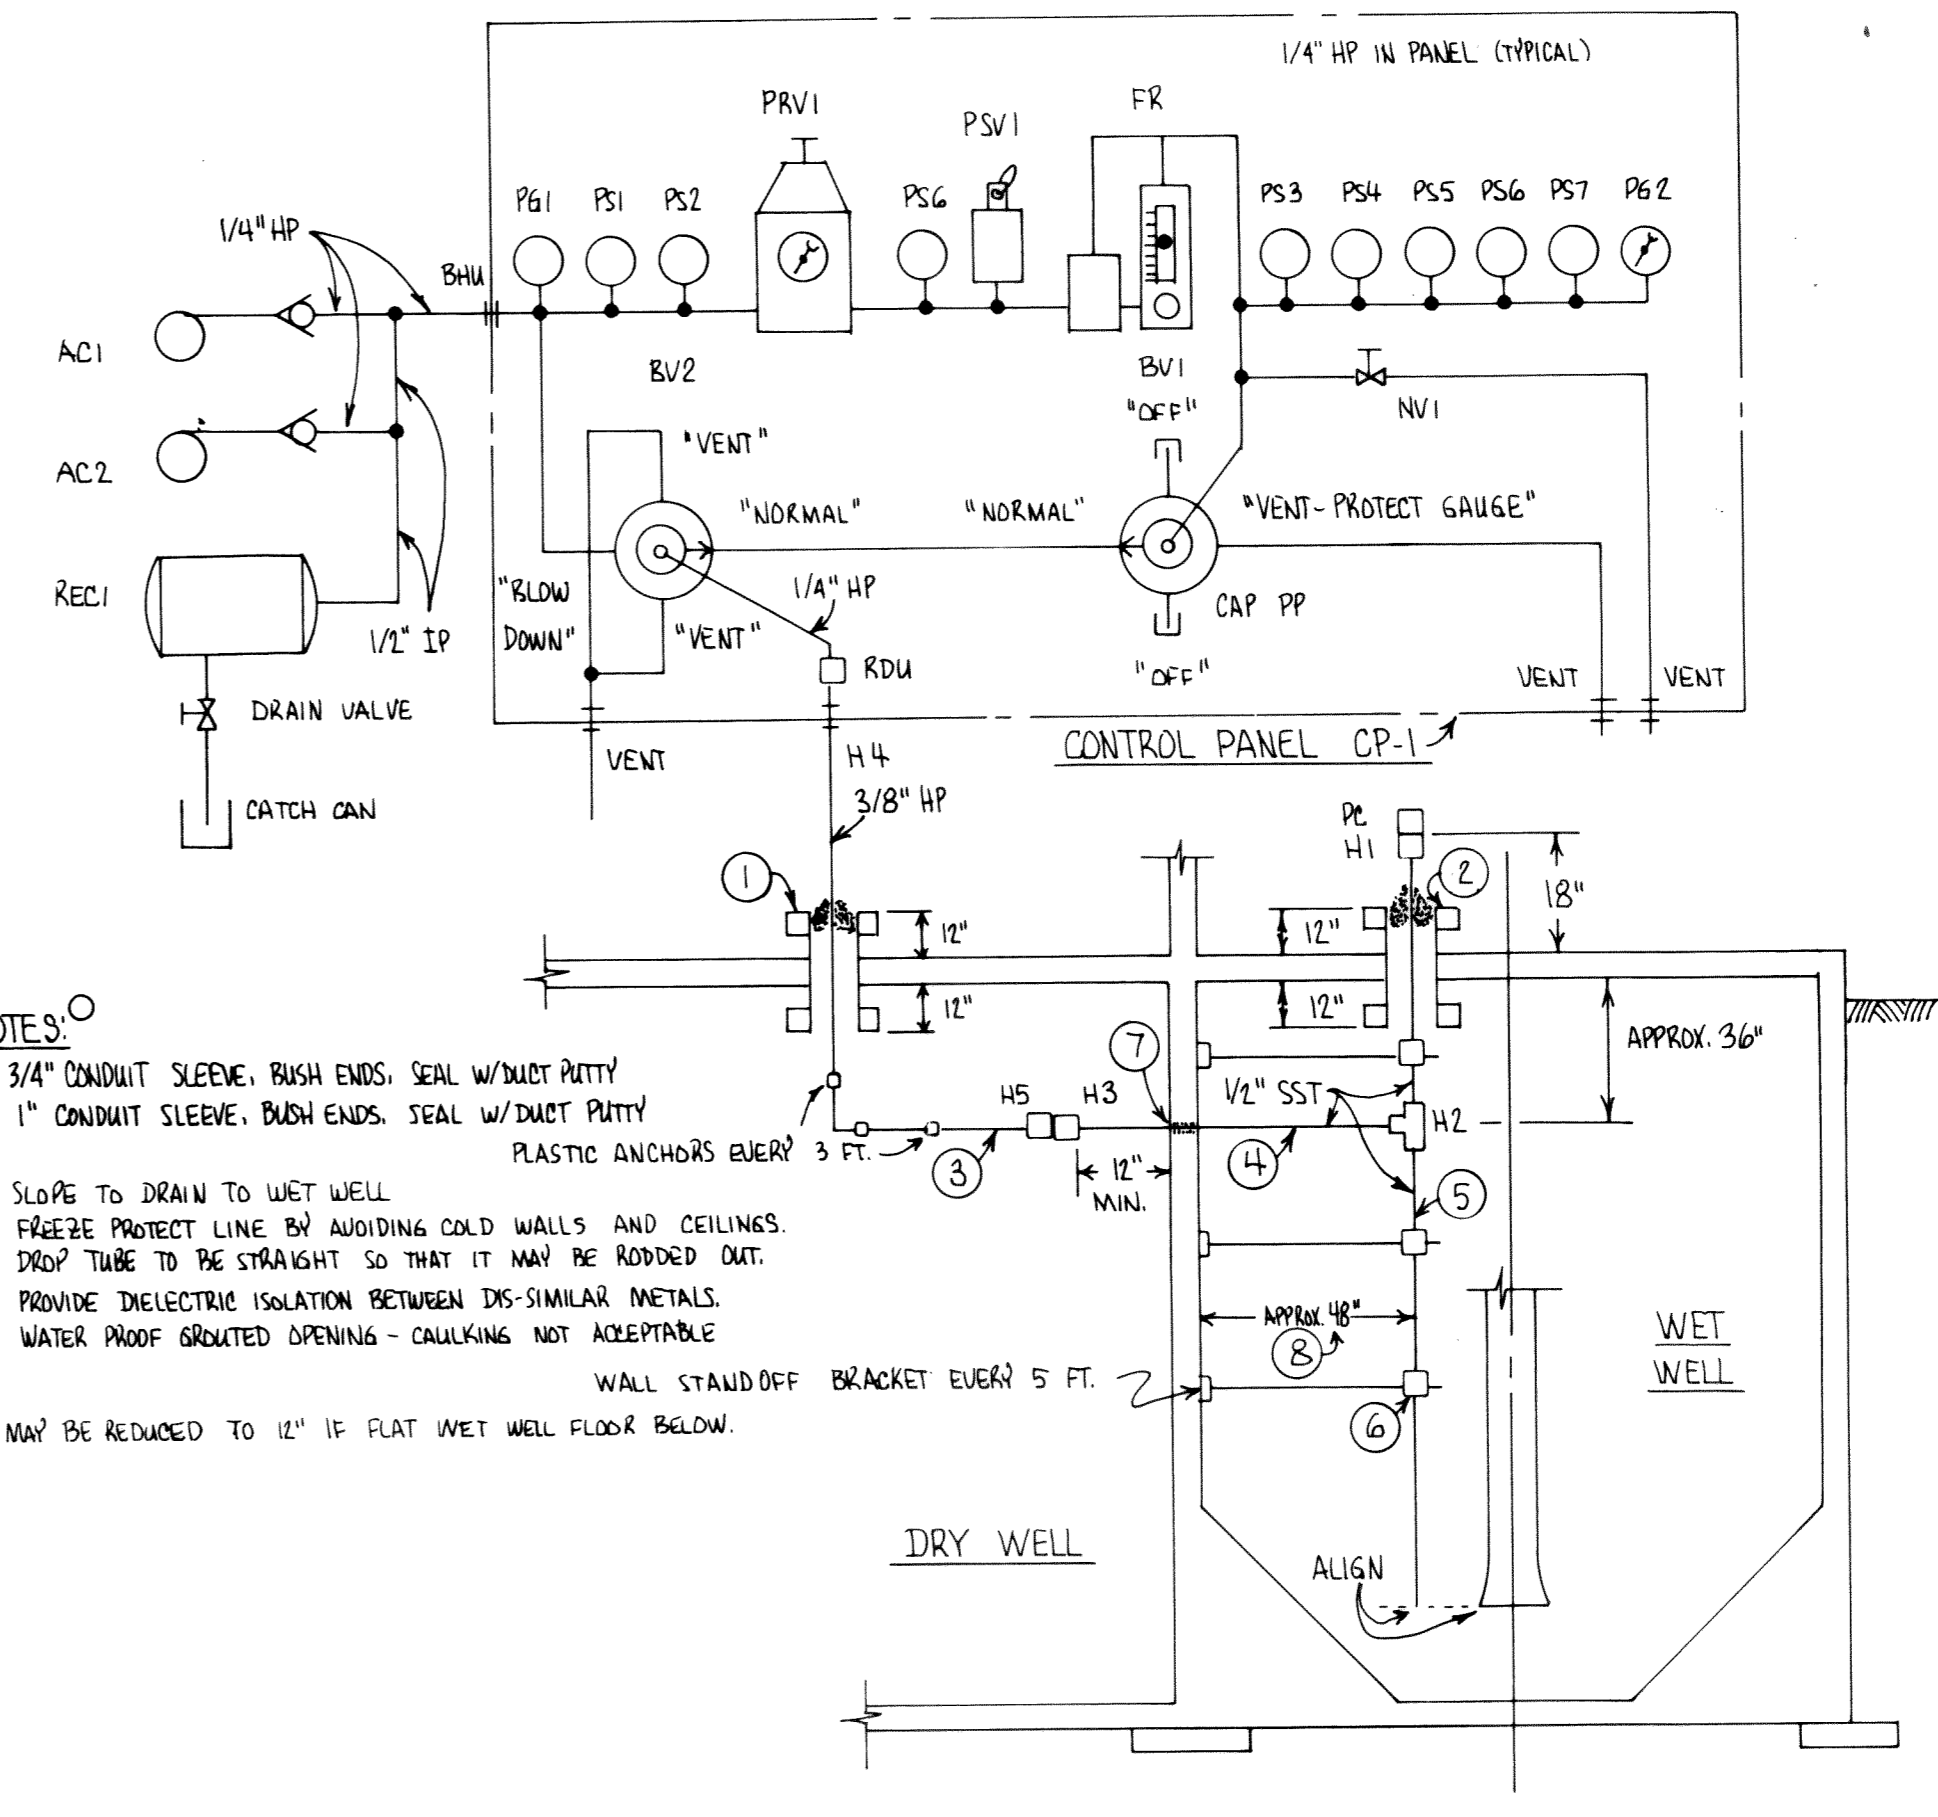 1/4" HP IN PANEL (TYPICAL)
PRV1
FR
PSV1
PG1
PS1
PS2
PS6
PS3
PS4
PS5
PS6
PS7
PG2
1/4" HP
BHU
AC1
BV2
BV1
"OFF"
NV1
AC2
"VENT"
"NORMAL"
"NORMAL"
"VENT-PROTECT GAUGE"
REC1
1/2" IP
"BLOW
DOWN"
"VENT"
1/4" HP
CAP PP
RDU
"OFF"
VENT
VENT
DRAIN VALVE
VENT
H4
CONTROL PANEL CP-1
CATCH CAN
3/8" HP
PC
H1
1
2
18"
12"
12"
12"
12"
APPROX. 36"
OTES:
3/4" CONDUIT SLEEVE, BUSH ENDS, SEAL W/DUCT PUTTY
1" CONDUIT SLEEVE, BUSH ENDS, SEAL W/DUCT PUTTY
PLASTIC ANCHORS EVERY 3 FT.
7
H5
H3
1/2" SST
H2
3
4
5
12"
MIN.
SLOPE TO DRAIN TO WET WELL
FREEZE PROTECT LINE BY AVOIDING COLD WALLS AND CEILINGS.
DROP TUBE TO BE STRAIGHT SO THAT IT MAY BE RODDED OUT.
PROVIDE DIELECTRIC ISOLATION BETWEEN DIS-SIMILAR METALS.
WATER PROOF GROUTED OPENING - CAULKING NOT ACCEPTABLE
APPROX. 48"
8
WET
WELL
WALL STANDOFF BRACKET EVERY 5 FT.
6
MAY BE REDUCED TO 12" IF FLAT WET WELL FLOOR BELOW.
DRY WELL
ALIGN